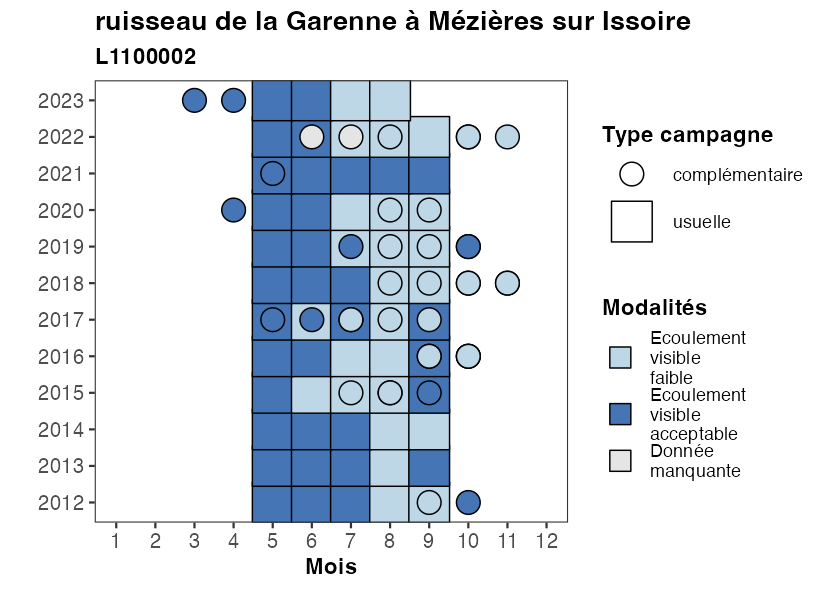 ruisseau de la Garenne à Mézières sur Issoire
L1100002
2023
2022
2021
2020
2019
2018
2017
2016
2015
2014
2013
2012
1 2 3 4 5 6 7 8 9 10 11 12
Mois
Type campagne
complémentaire
usuelle
Modalités
Ecoulement
visible
faible
Ecoulement
visible
acceptable
Donnée
manquante